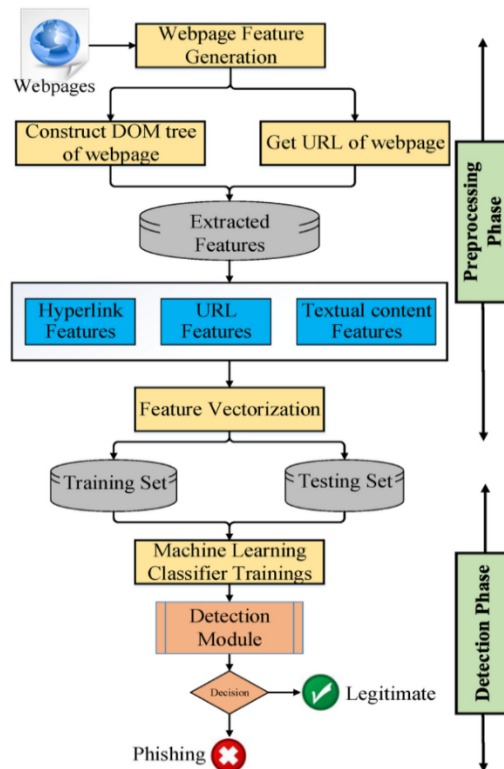 Webpage Feature
Generation
Webpages
Construct DOM tree
of webpage
Get URL of webpage
Extracted
Features
Hyperlink
Features
URL
Features
Textual content
Features
Feature Vectorization
Training Set
Testing Set
Machine Learning
Classifier Trainings
Detection
Module
Decision
Legitimate
Phishing
Preprocessing
Phase
Detection Phase